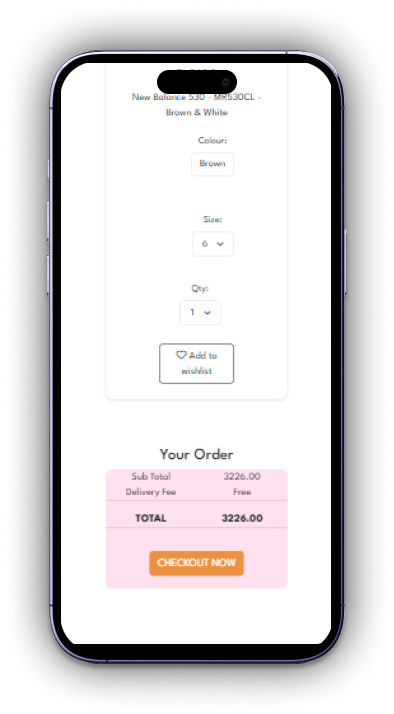 New Balance 530 - MR530CL -
Brown & White
Colour:
Brown
Size:
6
Qty:
1
Add to
wishlist
Your Order
Sub Total 3226.00
Delivery Fee Free
TOTAL 3226.00
CHECKOUT NOW